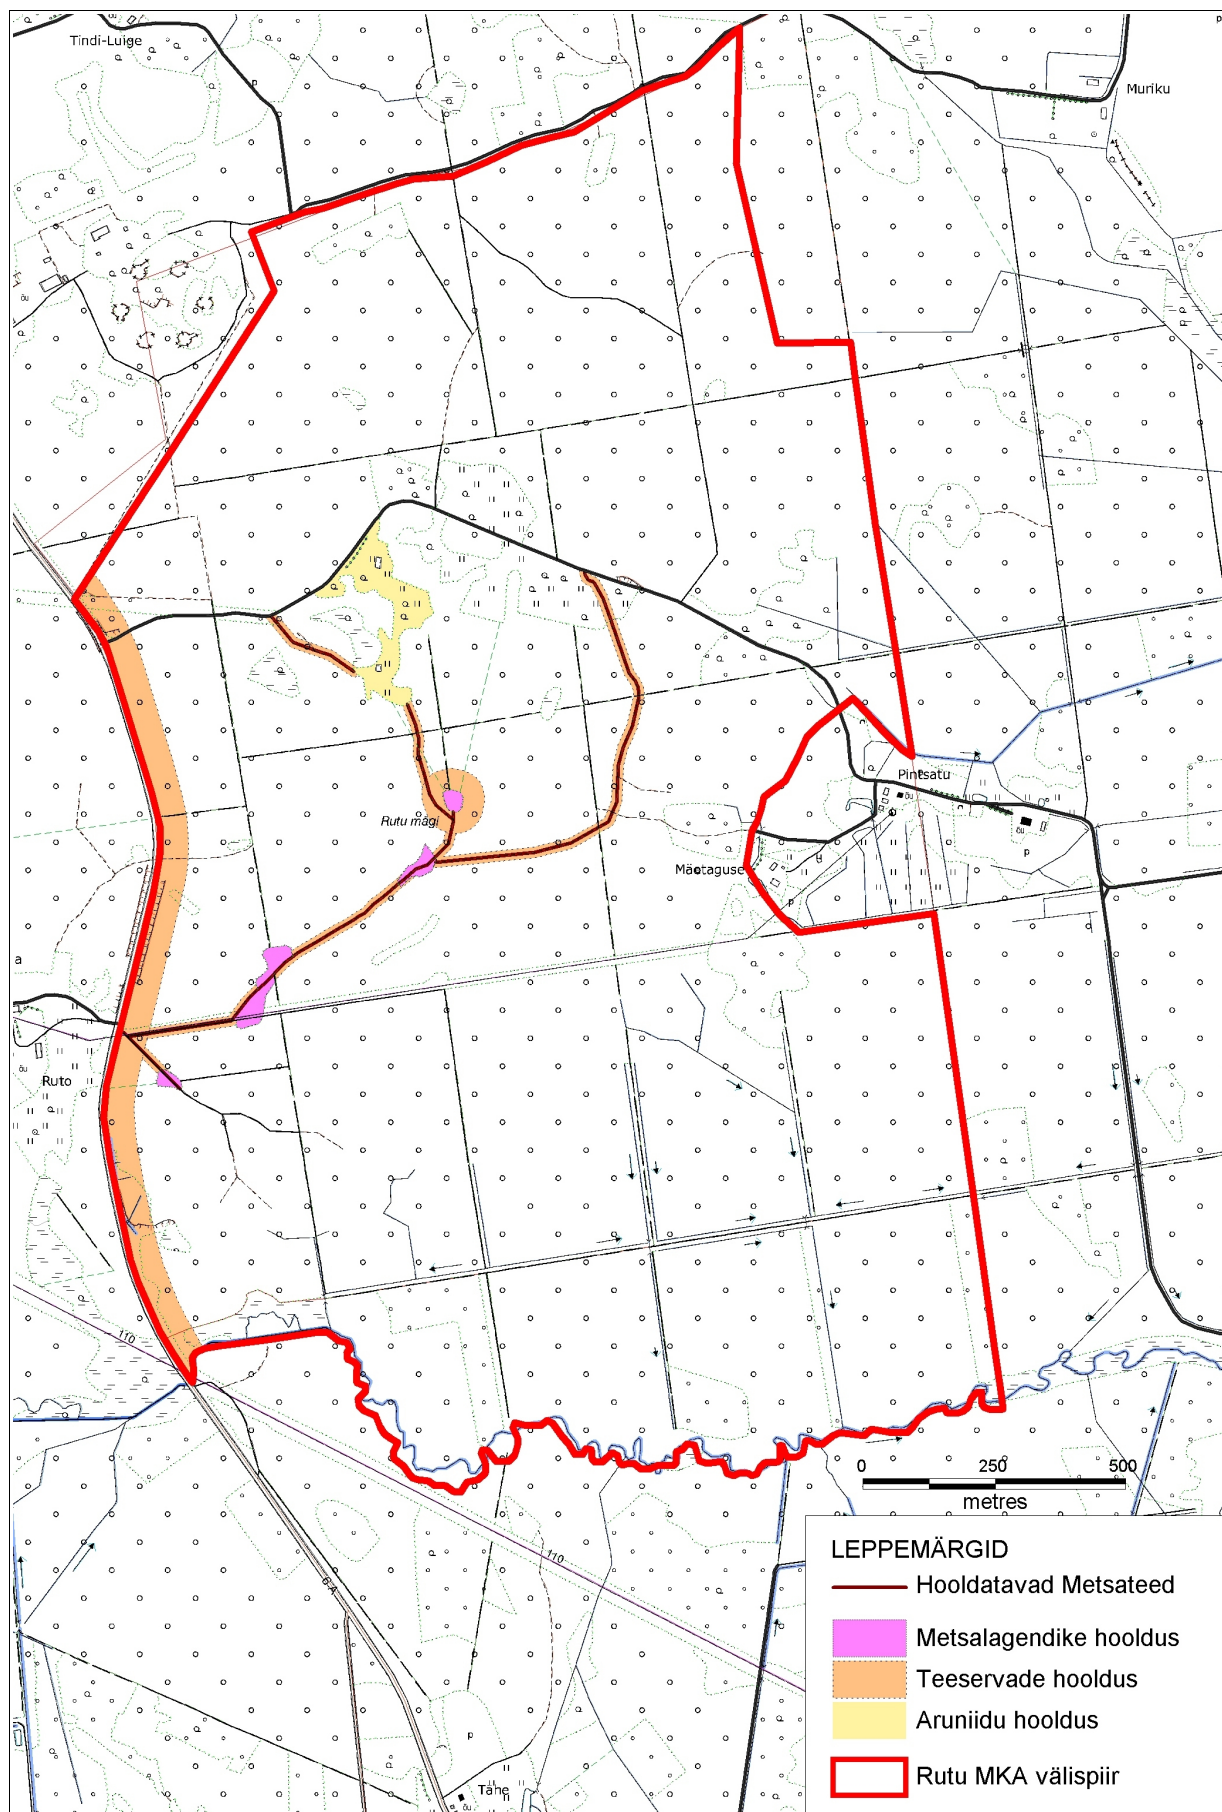 Tindi-Luige
Muriku
Pintsatu
Rutu mägi
Mäetaguse
a
Ruto
110
0 250 500
metres
110
LEPPEMÄRGID
Hooldatavad Metsateed
Metsalagendike hooldus
Teeservade hooldus
Aruniidu hooldus
Rutu MKA välispiir
Tahe